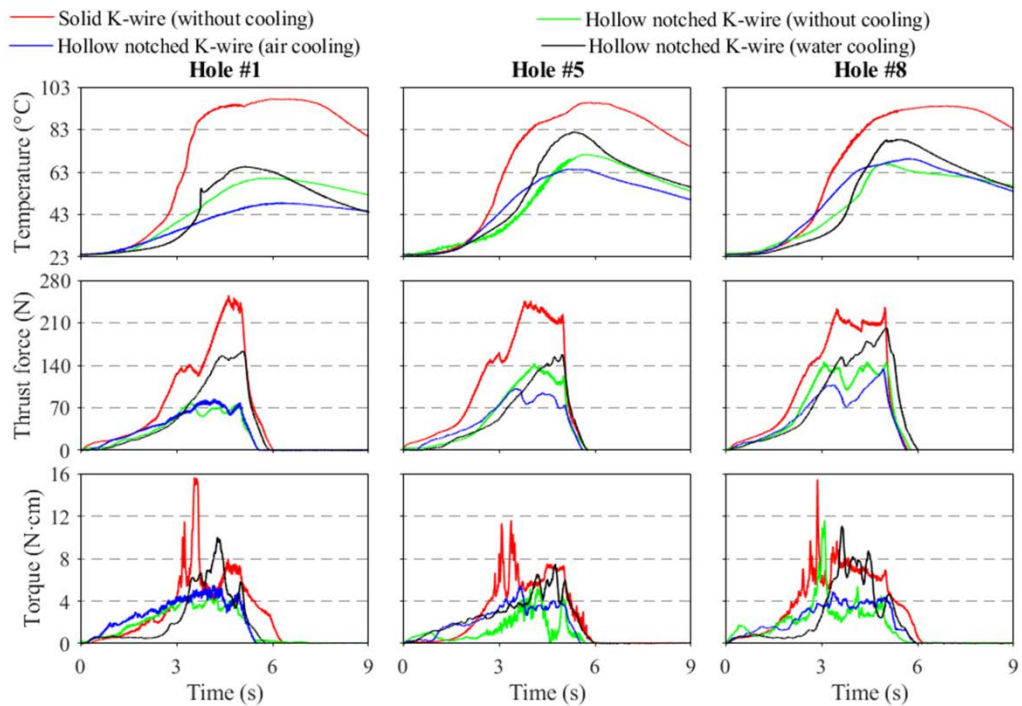 Solid K-wire (without cooling)
Hollow notched K-wire (without cooling)
Hollow notched K-wire (air cooling)
Hollow notched K-wire (water cooling)
Hole #1
Hole #5
Hole #8
Temperature (°C)
103
83
63
43
23
Thrust force (N)
280
210
140
70
0
Torque (N·cm)
16
12
8
4
0
0 3 6 9
0 3 6 9
0 3 6 9
Time (s)
Time (s)
Time (s)